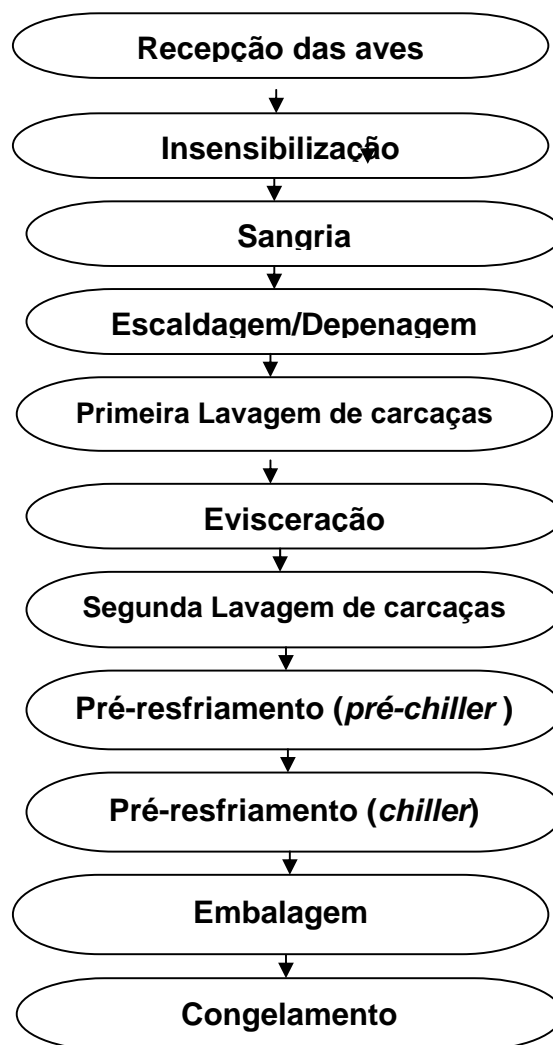 Recepção das aves
Insensibilização
Sangria
Escaldagem/Depenagem
Primeira Lavagem de carcaças
Evisceração
Segunda Lavagem de carcaças
Pré-resfriamento (pré-chiller )
Pré-resfriamento (chiller)
Embalagem
Congelamento